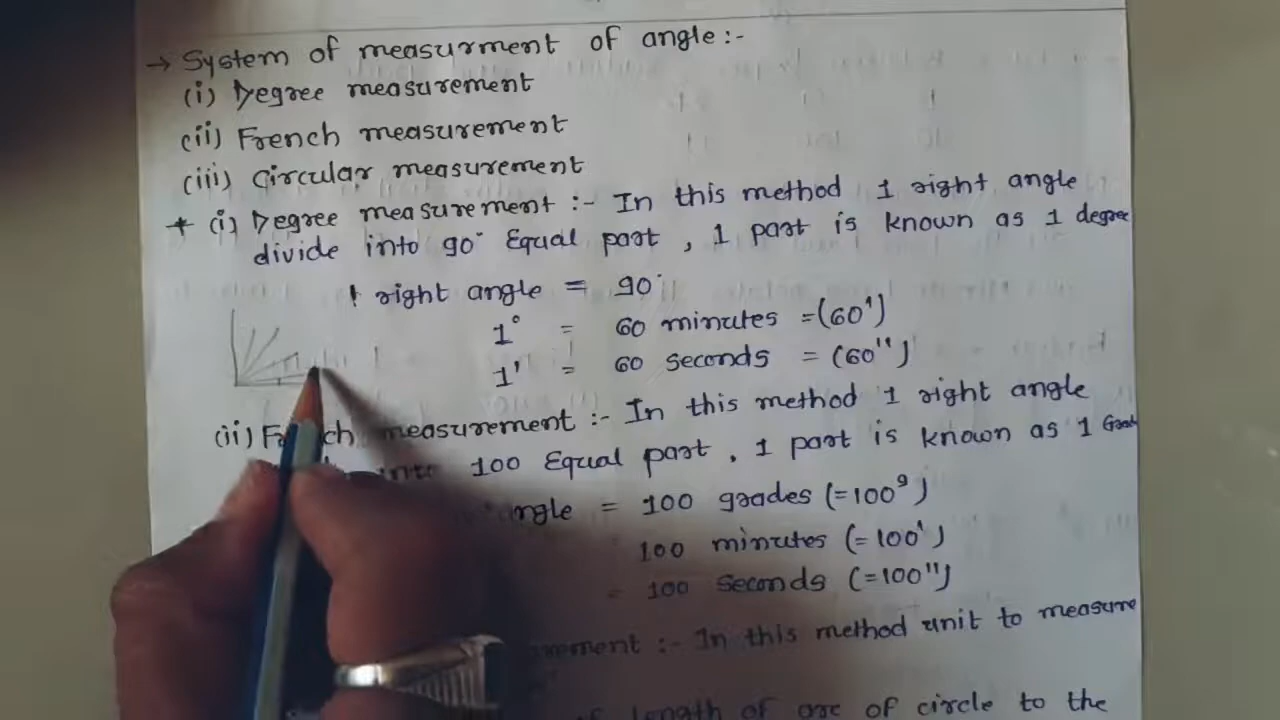 → System of measurment of angle:-
(i) Degree measurement
(ii) French measurement
(iii) Circular measurement
* (i) Degree measurement :- In this method 1 right angle
divide into 90° Equal part, 1 part is known as 1 degree
1 right angle = 90°
1° = 60 minutes =(60')
1' = 60 seconds = (60'')
(ii) French measurement :- In this method 1 right angle
into 100 Equal part, 1 part is known as 1
angle = 100 grades (=100g)
100 minutes (=100')
= 100 seconds (=100'')
:- In this method unit to measure
length of arc of circle to the